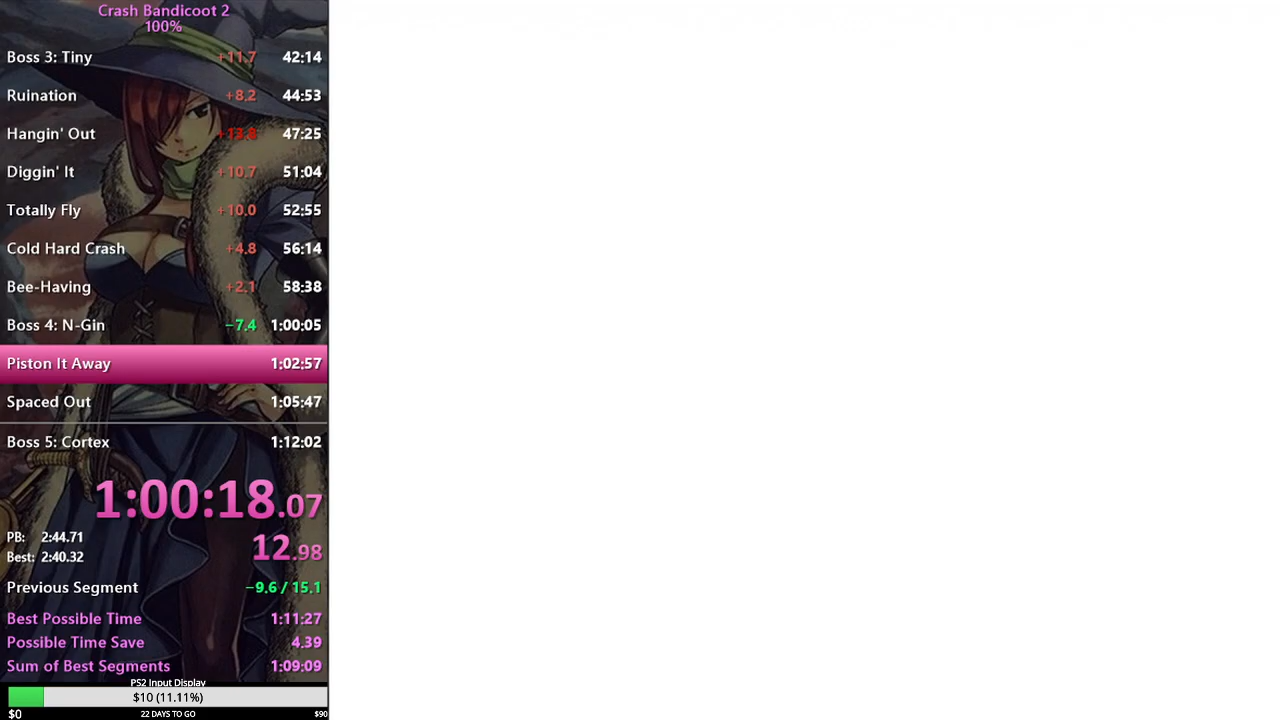 Crash Bandicoot 2
100%
Boss 3: Tiny +11.7 42:14
Ruination +8.2 44:53
Hangin' Out +13.8 47:25
Diggin' It +10.7 51:04
Totally Fly +10.0 52:55
Cold Hard Crash +4.8 56:14
Bee-Having +2.1 58:38
Boss 4: N-Gin −7.4 1:00:05
Piston It Away 1:02:57
Spaced Out 1:05:47
Boss 5: Cortex 1:12:02
1:00:18.07
PB: 2:44.71 12.98
Best: 2:40.32
Previous Segment −9.6 / 15.1
Best Possible Time 1:11:27
Possible Time Save 4.39
Sum of Best Segments 1:09:09
PS2 Input Display
$10 (11.11%)
$0 22 DAYS TO GO $90